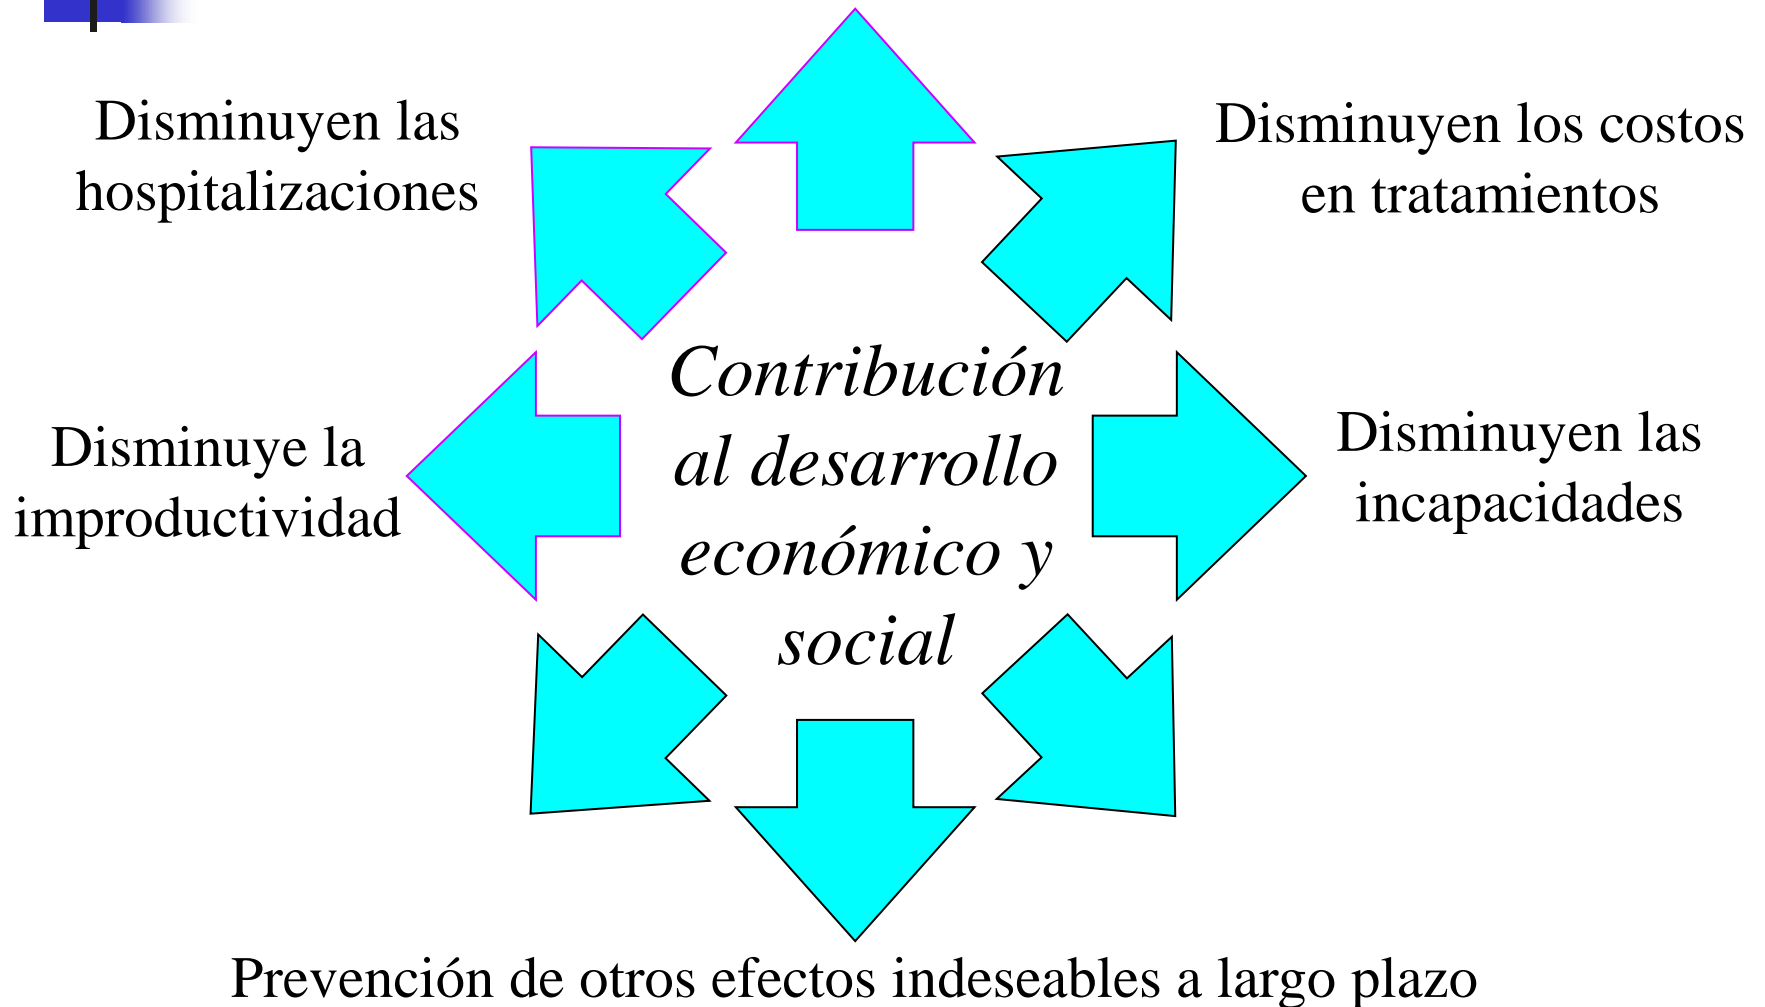 Disminuyen las
hospitalizaciones
Disminuyen los costos
en tratamientos
Contribución
al desarrollo
económico y
social
Disminuye la
improductividad
Disminuyen las
incapacidades
Prevención de otros efectos indeseables a largo plazo